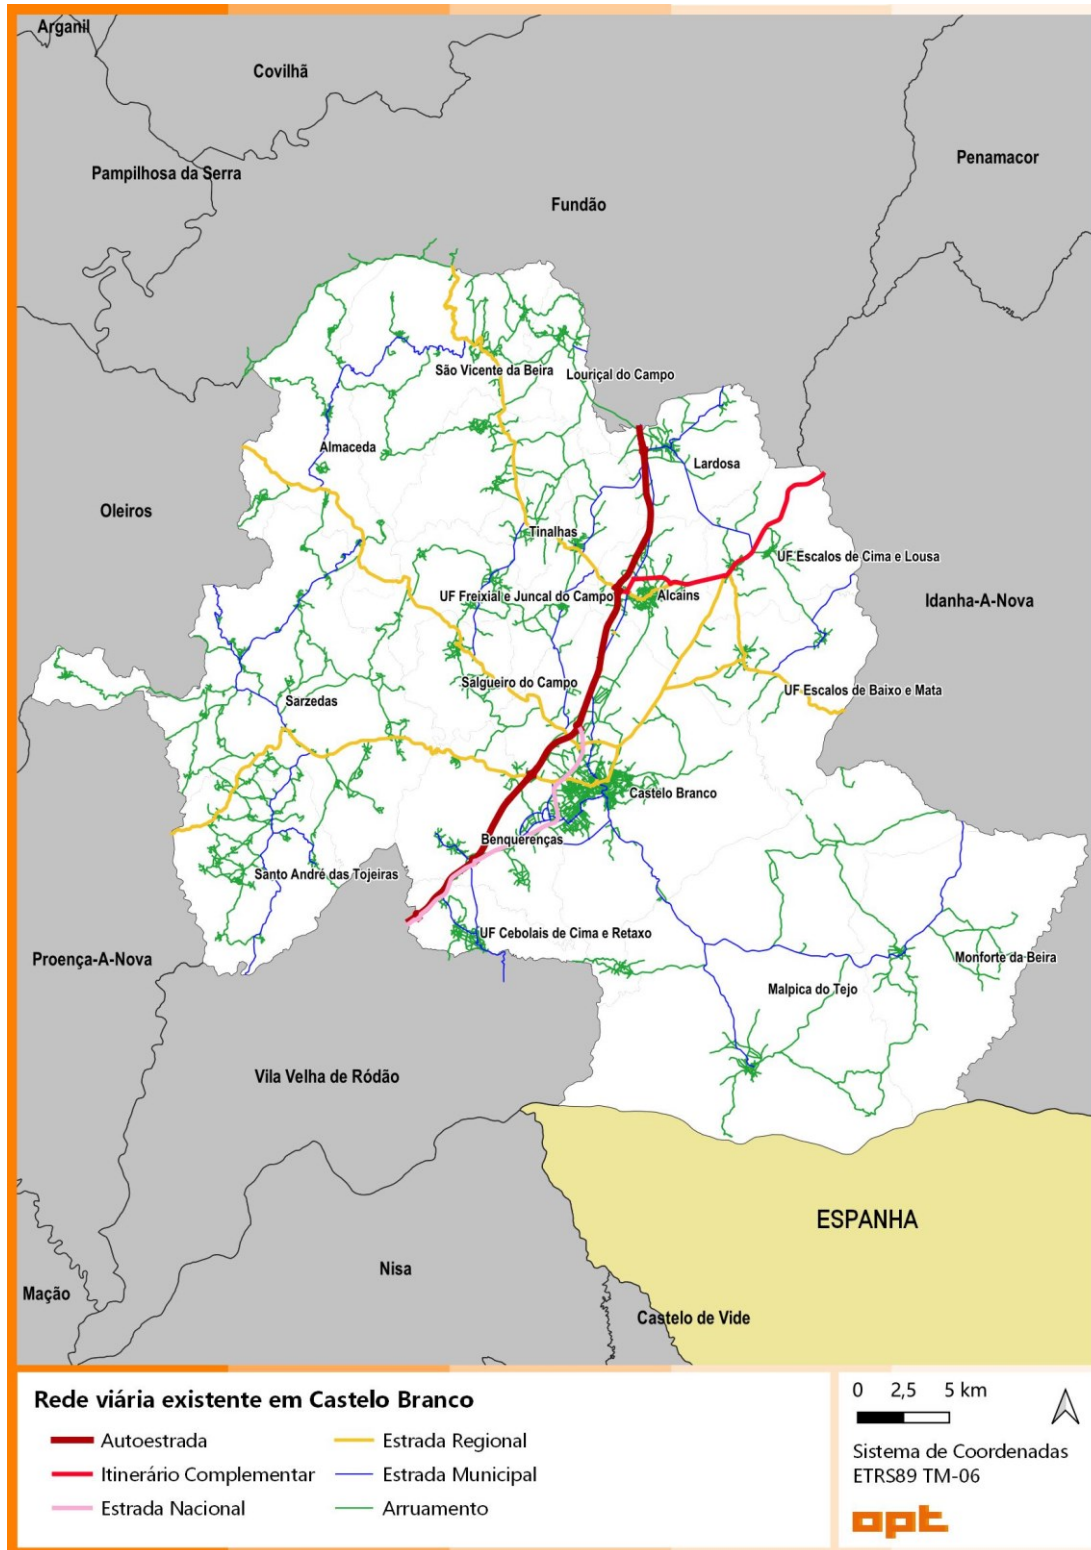 Arganil
Covilhã
Penamacor
Pampilhosa da Serra
Fundão
São Vicente da Beira
Louriçal do Campo
Almaceda
Lardosa
Oleiros
Tinalhas
UF Escalos de Cima e Lousa
UF Freixial e Juncal do Campo
Alcains
Idanha-A-Nova
Salgueiro do Campo
UF Escalos de Baixo e Mata
Sarzedas
Castelo Branco
Benquerenças
Santo André das Tojeiras
UF Cebolais de Cima e Retaxo
Proença-A-Nova
Monforte da Beira
Malpica do Tejo
Vila Velha de Ródão
ESPANHA
Nisa
Mação
Castelo de Vide
Rede viária existente em Castelo Branco
Autoestrada
Itinerário Complementar
Estrada Nacional
Estrada Regional
Estrada Municipal
Arruamento
0 2,5 5 km
Sistema de Coordenadas
ETRS89 TM-06
opt